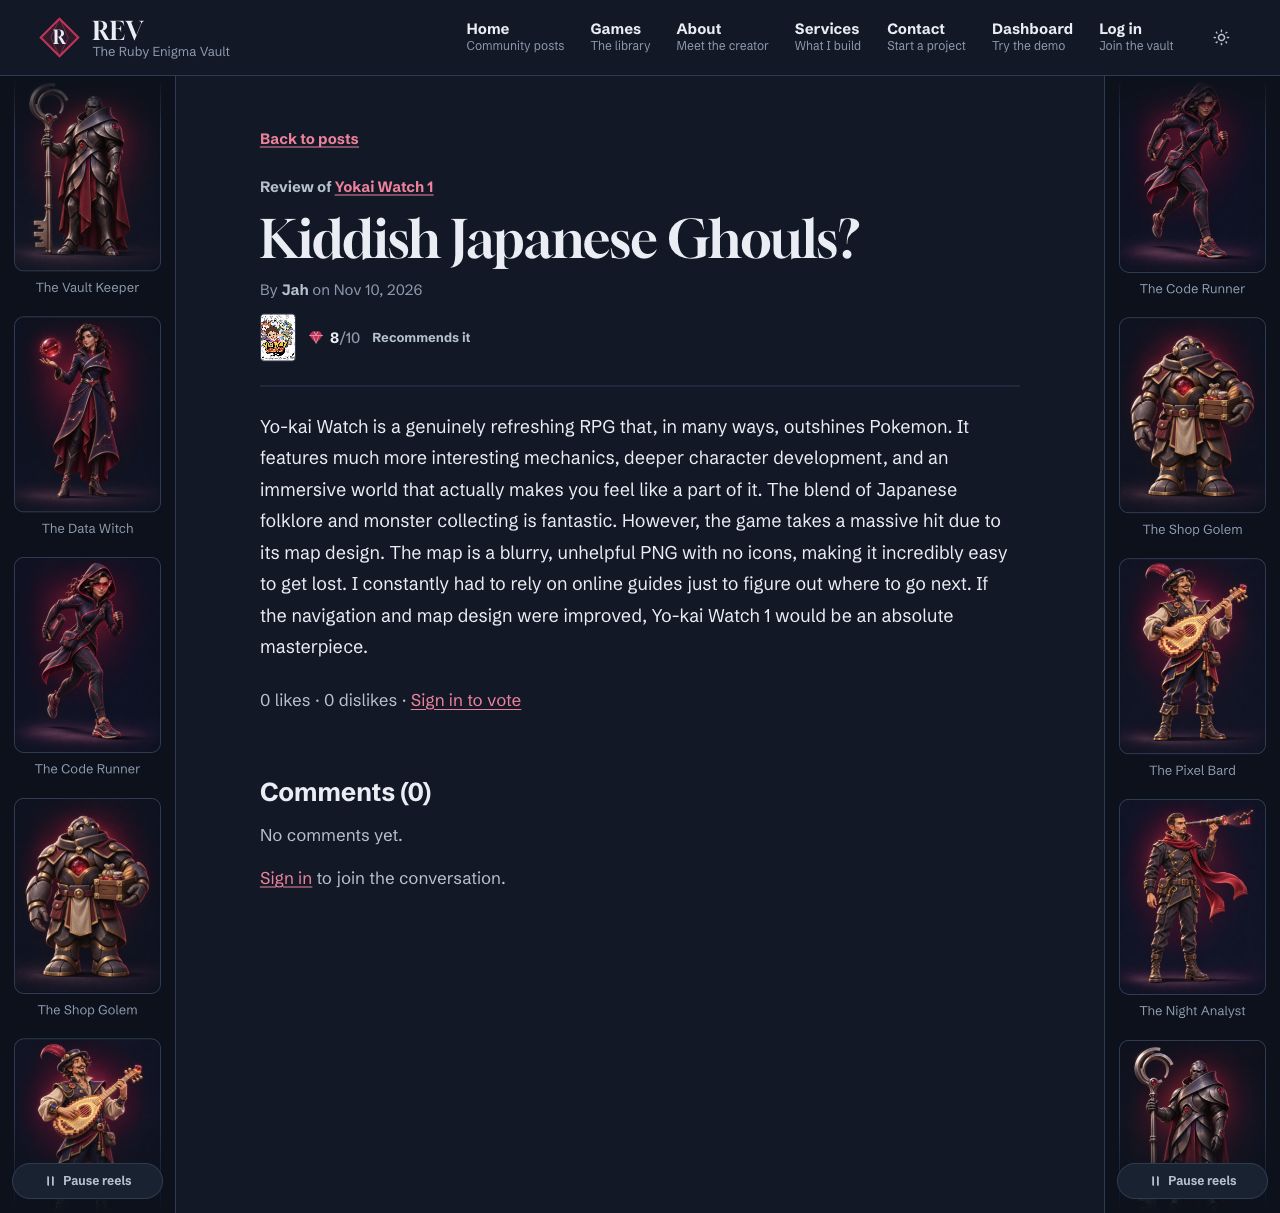 R
REV
The Ruby Enigma Vault
Home
Community posts
Games
The library
About
Meet the creator
Services
What I build
Contact
Start a project
Dashboard
Try the demo
Log in
Join the vault
The Vault Keeper
The Data Witch
The Code Runner
The Shop Golem
Pause reels
Back to posts
Review of Yokai Watch 1
Kiddish Japanese Ghouls?
By Jah on Nov 10, 2026
8/10 Recommends it
Yo-kai Watch is a genuinely refreshing RPG that, in many ways, outshines Pokemon. It
features much more interesting mechanics, deeper character development, and an
immersive world that actually makes you feel like a part of it. The blend of Japanese
folklore and monster collecting is fantastic. However, the game takes a massive hit due to
its map design. The map is a blurry, unhelpful PNG with no icons, making it incredibly easy
to get lost. I constantly had to rely on online guides just to figure out where to go next. If
the navigation and map design were improved, Yo-kai Watch 1 would be an absolute
masterpiece.
0 likes · 0 dislikes · Sign in to vote
Comments (0)
No comments yet.
Sign in to join the conversation.
The Code Runner
The Shop Golem
The Pixel Bard
The Night Analyst
Pause reels